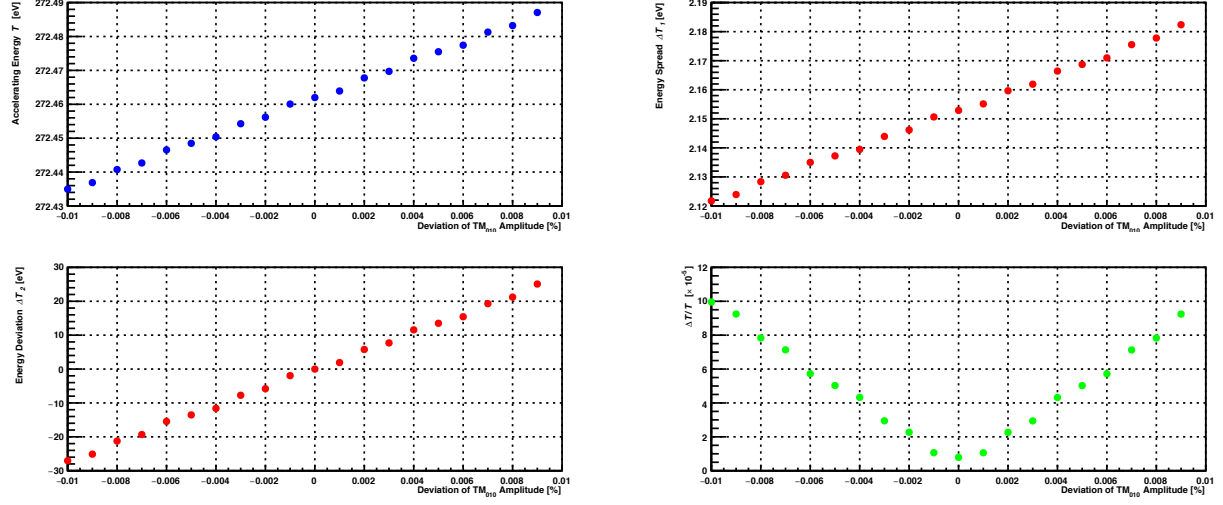 Accelerating Energy T [eV]
272.49
272.48
272.47
272.46
272.45
272.44
272.43
−0.01 −0.008 −0.006 −0.004 −0.002 0 0.002 0.004 0.006 0.008 0.01
Deviation of TM010 Amplitude [%]
Energy Spread ΔT1 [eV]
2.19
2.18
2.17
2.16
2.15
2.14
2.13
2.12
−0.01 −0.008 −0.006 −0.004 −0.002 0 0.002 0.004 0.006 0.008 0.01
Deviation of TM010 Amplitude [%]
Energy Deviation ΔT2 [eV]
30
20
10
0
−10
−20
−30
−0.01 −0.008 −0.006 −0.004 −0.002 0 0.002 0.004 0.006 0.008 0.01
Deviation of TM010 Amplitude [%]
ΔT/T [× 10-5]
12
10
8
6
4
2
0
−0.01 −0.008 −0.006 −0.004 −0.002 0 0.002 0.004 0.006 0.008 0.01
Deviation of TM010 Amplitude [%]